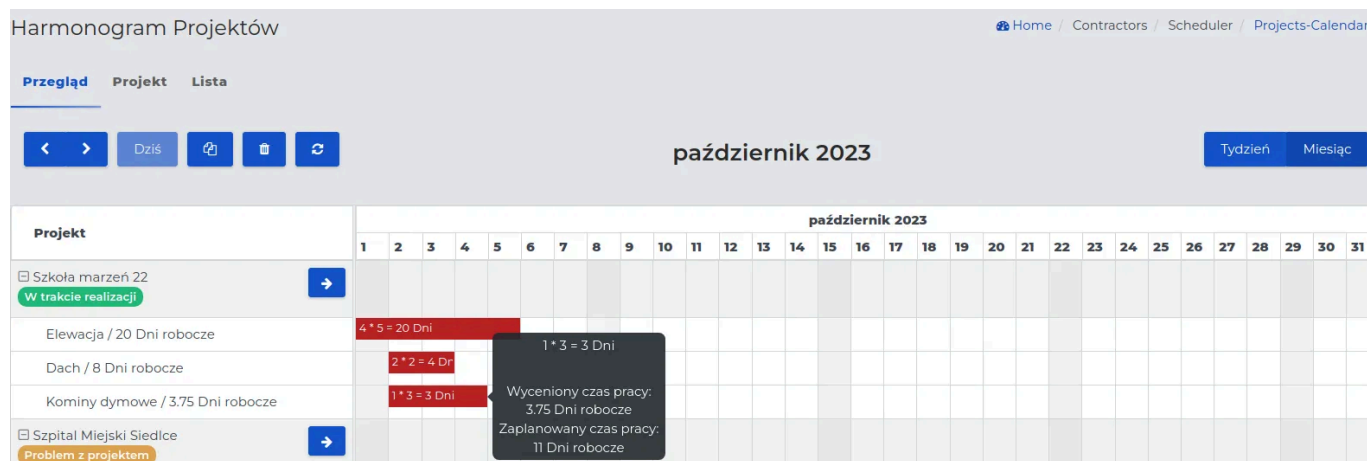 Harmonogram Projektów
Home / Contractors / Scheduler / Projects-Calendar
Przegląd Projekt Lista
Dziś
październik 2023
Tydzień Miesiąc
Projekt
październik 2023
1 2 3 4 5 6 7 8 9 10 11 12 13 14 15 16 17 18 19 20 21 22 23 24 25 26 27 28 29 30 31
Szkoła marzeń 22
W trakcie realizacji
Elewacja / 20 Dni robocze
4 * 5 = 20 Dni
Dach / 8 Dni robocze
2 * 2 = 4 Dr
Kominy dymowe / 3.75 Dni robocze
1 * 3 = 3 Dni
1 * 3 = 3 Dni
Wyceniony czas pracy:
3.75 Dni robocze
Zaplanowany czas pracy:
11 Dni robocze
Szpital Miejski Siedlce
Problem z projektem